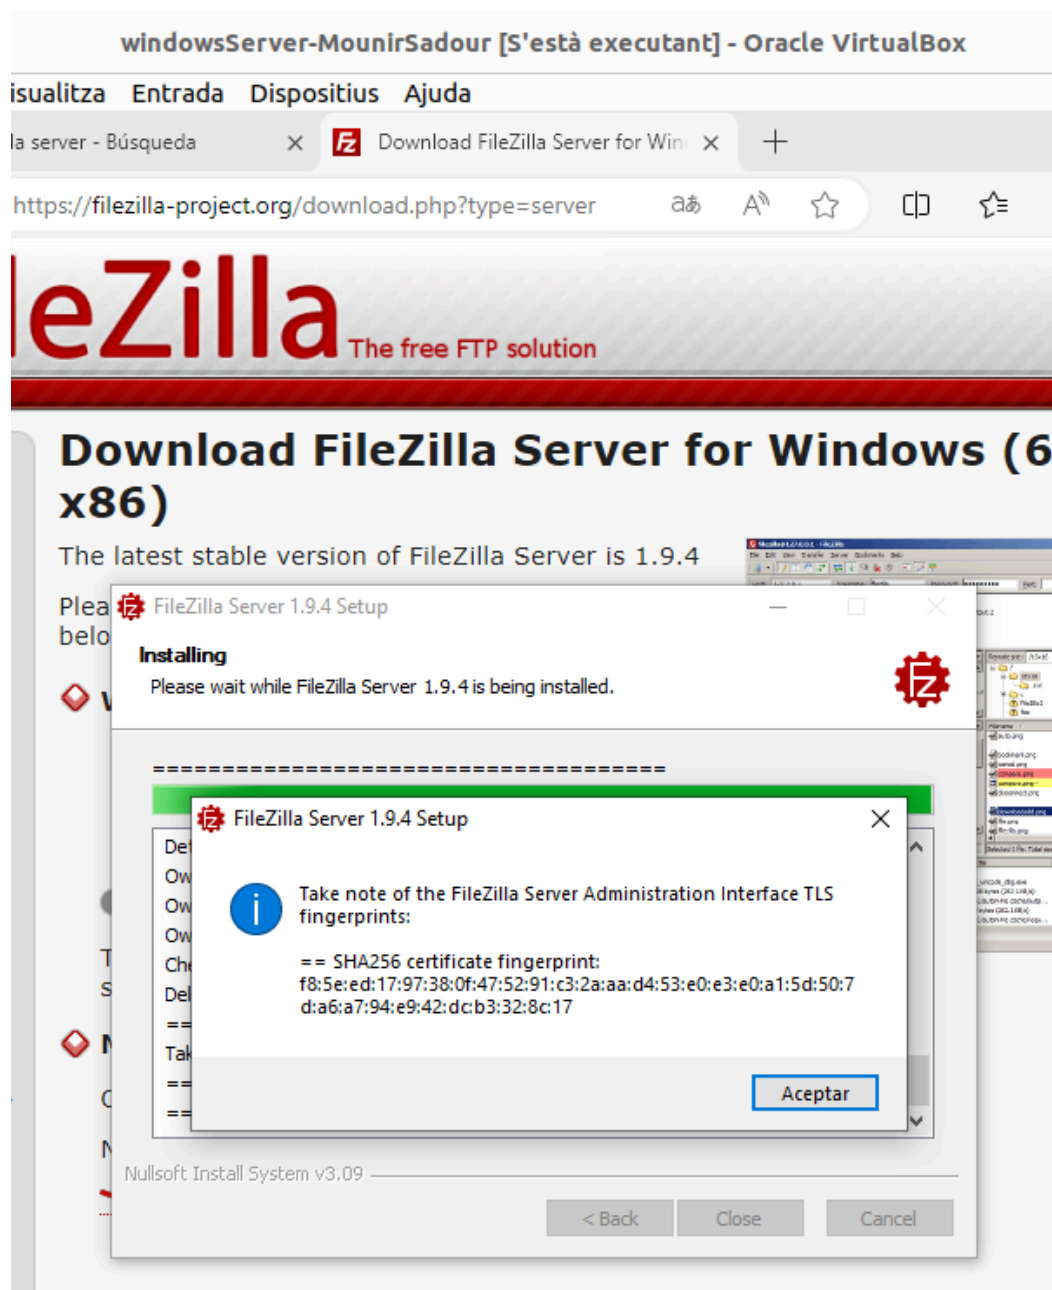 windowsServer-MounirSadour [S'està executant] - Oracle VirtualBox
isualitza Entrada Dispositius Ajuda
la server - Búsqueda
Download FileZilla Server for Win
https://filezilla-project.org/download.php?type=server
leZilla The free FTP solution
Download FileZilla Server for Windows (6
x86)
The latest stable version of FileZilla Server is 1.9.4
Plea
belo
FileZilla Server 1.9.4 Setup
Installing
Please wait while FileZilla Server 1.9.4 is being installed.
=====================================
FileZilla Server 1.9.4 Setup
Take note of the FileZilla Server Administration Interface TLS
fingerprints:
== SHA256 certificate fingerprint:
f8:5e:ed:17:97:38:0f:47:52:91:c3:2a:aa:d4:53:e0:e3:e0:a1:5d:50:7
d:a6:a7:94:e9:42:dc:b3:32:8c:17
Aceptar
Det
Ow
Ow
Ow
Che
Del
==
Tak
==
==
Nullsoft Install System v3.09
< Back Close Cancel